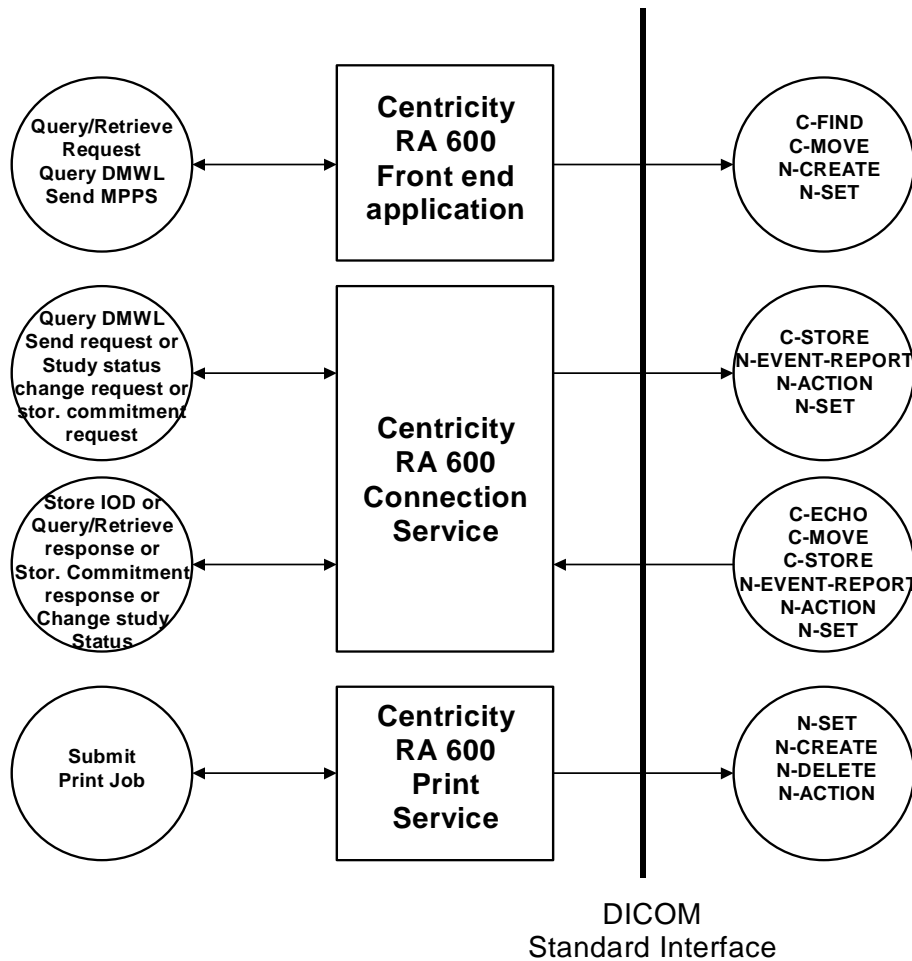 Query/Retrieve
Request
Query DMWL
Send MPPS
Centricity
RA 600
Front end
application
C-FIND
C-MOVE
N-CREATE
N-SET
Query DMWL
Send request or
Study status
change request or
stor. commitment
request
Centricity
RA 600
Connection
Service
C-STORE
N-EVENT-REPORT
N-ACTION
N-SET
Store IOD or
Query/Retrieve
response or
Stor. Commitment
response or
Change study
Status
C-ECHO
C-MOVE
C-STORE
N-EVENT-REPORT
N-ACTION
N-SET
Submit
Print Job
Centricity
RA 600
Print
Service
N-SET
N-CREATE
N-DELETE
N-ACTION
DICOM
Standard Interface